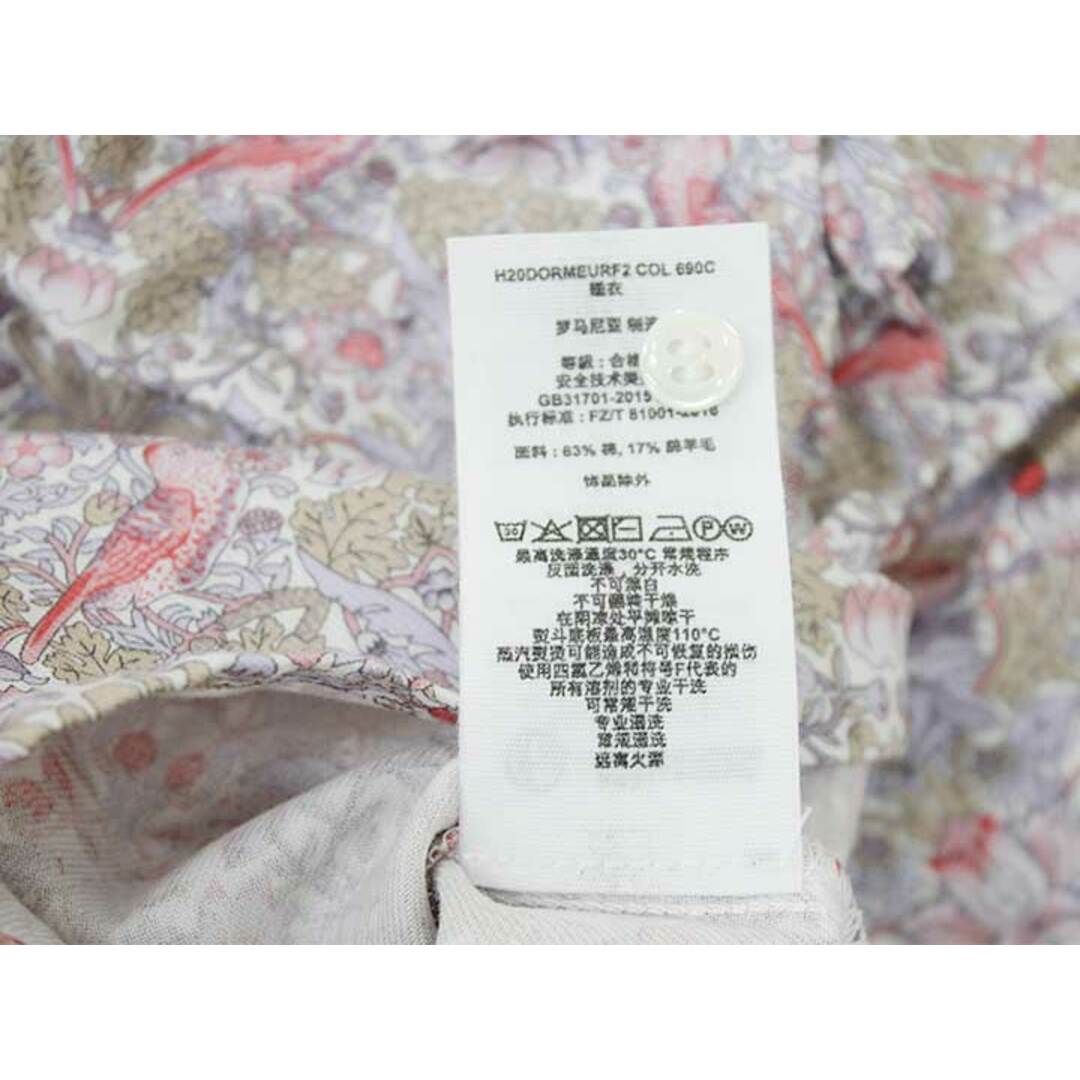 H20DORMEURF2 COL 690C
睡衣
罗马尼亚 制造
等级：合格
安全技术类
GB31701-2015
执行标准：FZ/T 81001-2016
面料：63% 棉, 17% 绵羊毛
饰品除外
30 P W
最高洗涤温度30°C 常规程序
反面洗涤，分开水洗
不可漂白
不可翻转干燥
在阴凉处平摊晾干
熨斗底板最高温度110°C
蒸汽熨烫可能造成不可恢复的损伤
使用四氯乙烯和符号F代表的
所有溶剂的专业干洗
可常规干洗
专业湿洗
常规湿洗
远离火源